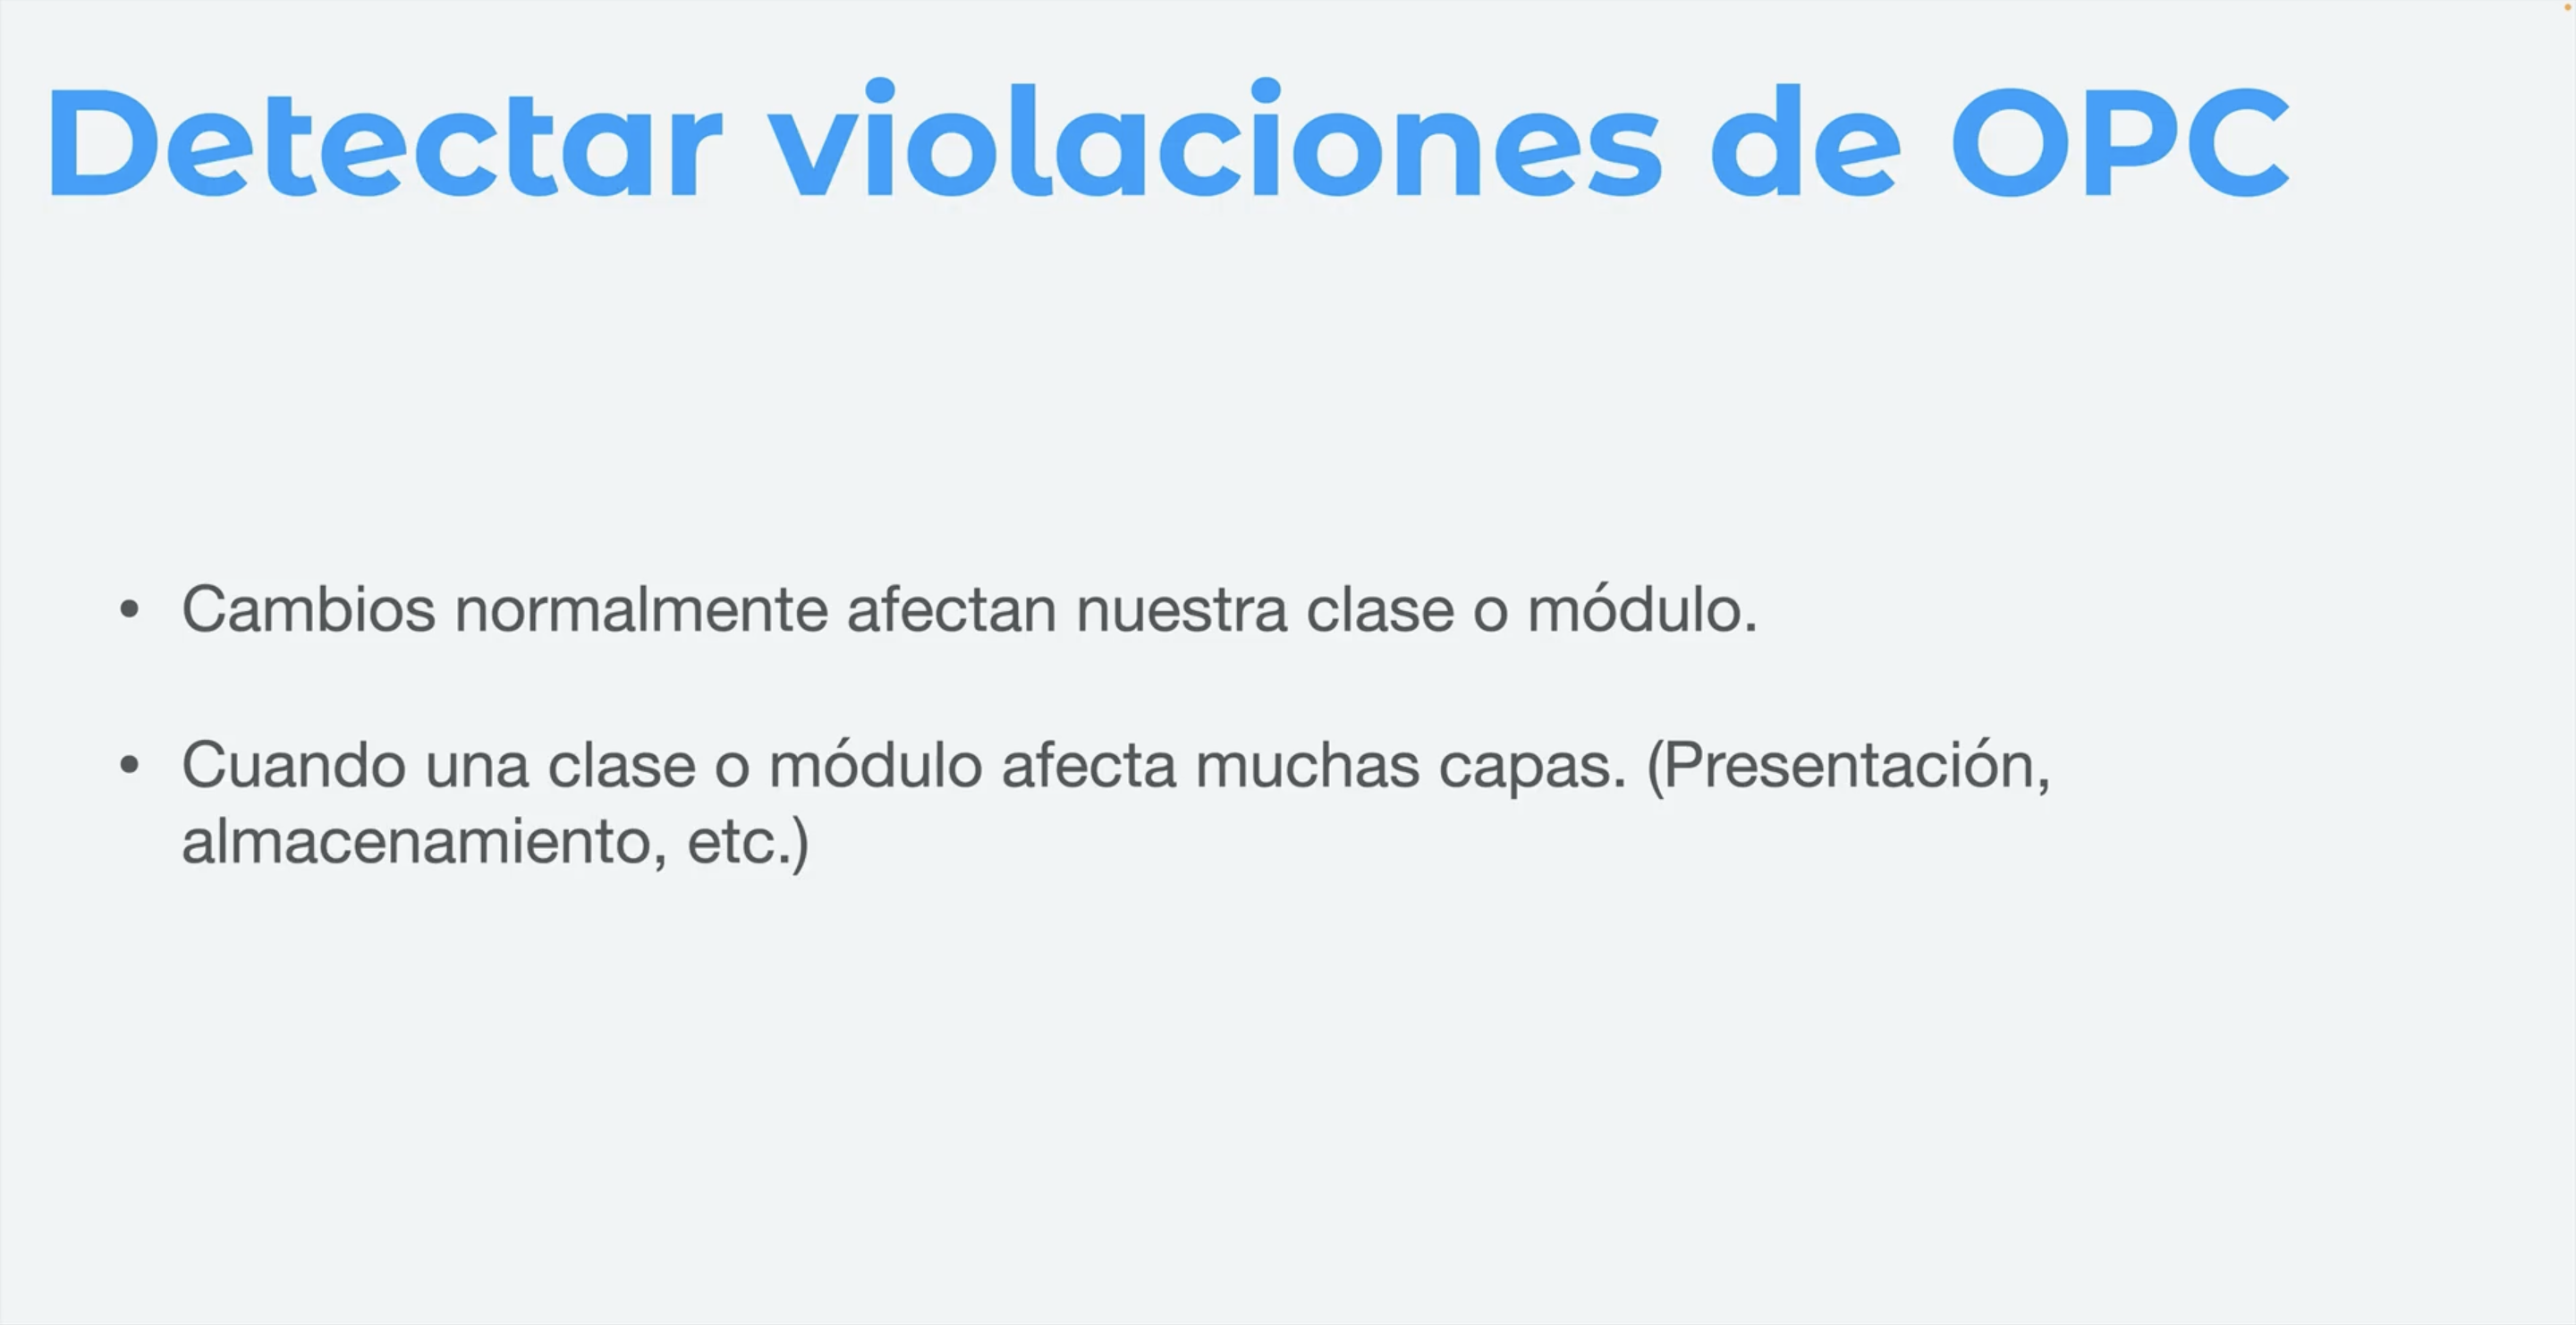 Detectar violaciones de OPC
• Cambios normalmente afectan nuestra clase o módulo.
• Cuando una clase o módulo afecta muchas capas. (Presentación,
almacenamiento, etc.)